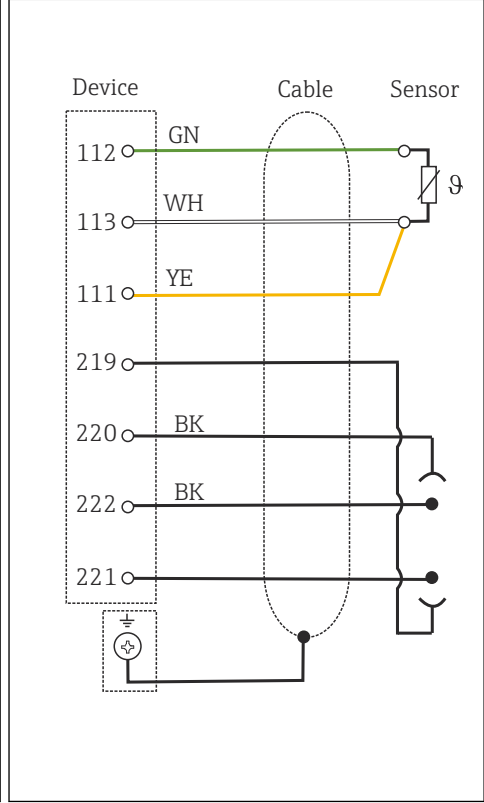 Device Cable Sensor
GN
112
ϑ
WH
113
YE
111
219
BK
220
BK
222
221